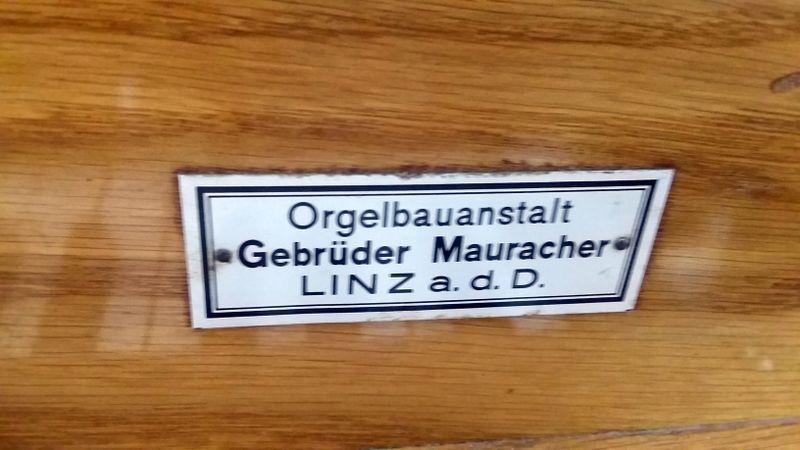 Orgelbauanstalt
Gebrüder Mauracher
LINZ a. d. D.